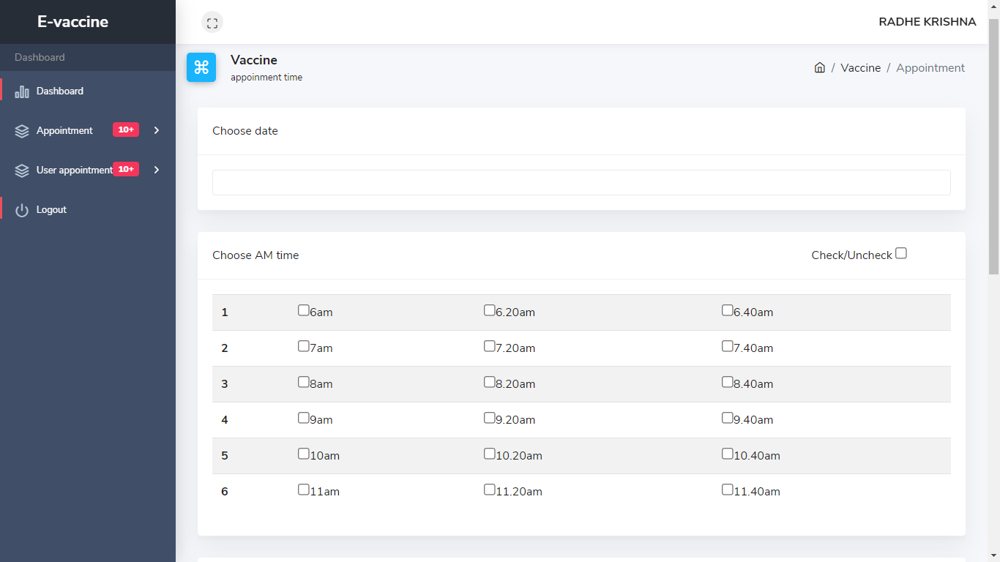 E-vaccine
RADHE KRISHNA
Dashboard
Dashboard
Appointment 10+
User appointment 10+
Logout
Vaccine
appoinment time
/ Vaccine / Appointment
Choose date
Choose AM time Check/Uncheck
1 6am 6.20am 6.40am
2 7am 7.20am 7.40am
3 8am 8.20am 8.40am
4 9am 9.20am 9.40am
5 10am 10.20am 10.40am
6 11am 11.20am 11.40am